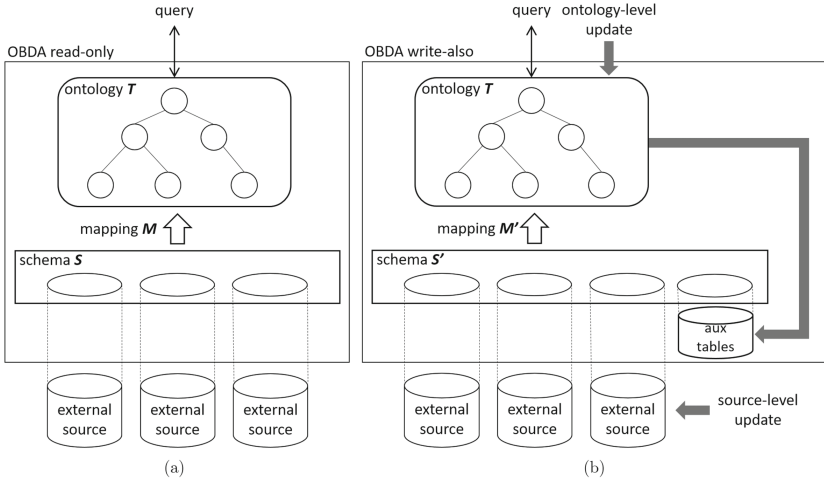 query
OBDA read-only
ontology T
mapping M
schema S
external
source
external
source
external
source
(a)
query
ontology-level
update
OBDA write-also
ontology T
mapping M'
schema S'
aux
tables
external
source
external
source
external
source
source-level
update
(b)